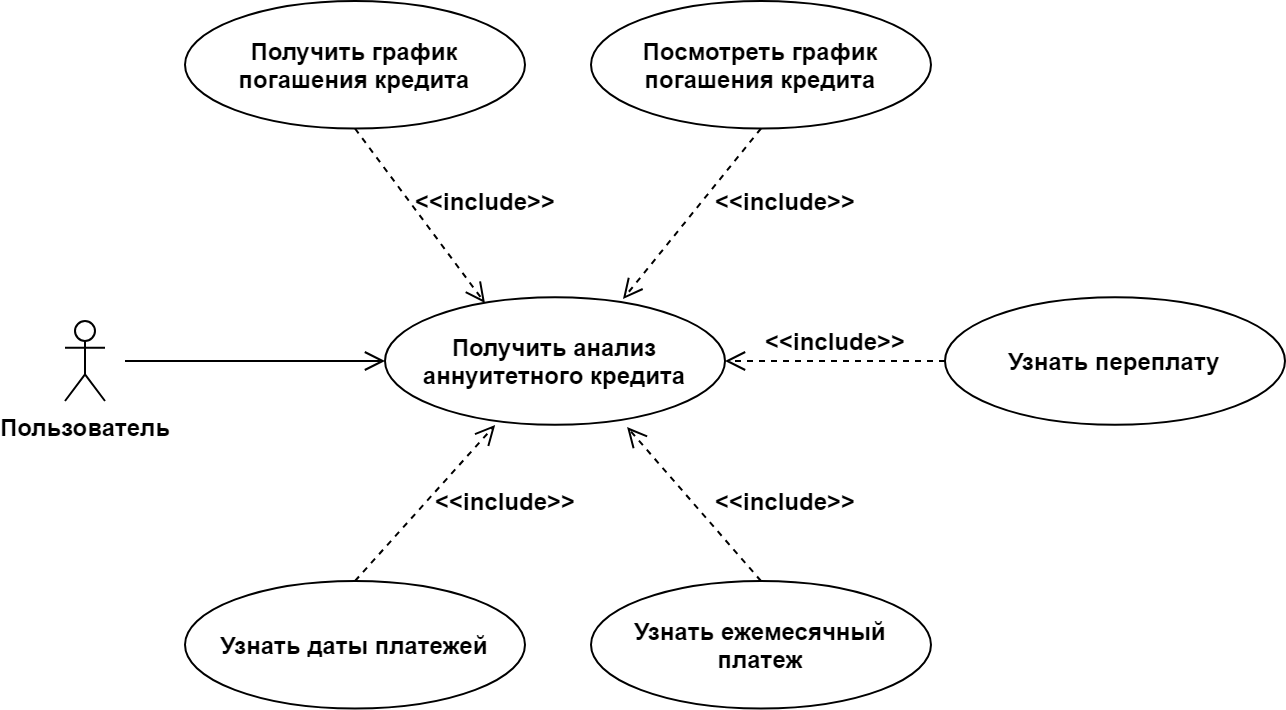 Получить график
погашения кредита
Посмотреть график
погашения кредита
<<include>>
<<include>>
<<include>>
Получить анализ
аннуитетного кредита
Узнать переплату
Пользователь
<<include>>
<<include>>
Узнать даты платежей
Узнать ежемесячный
платеж